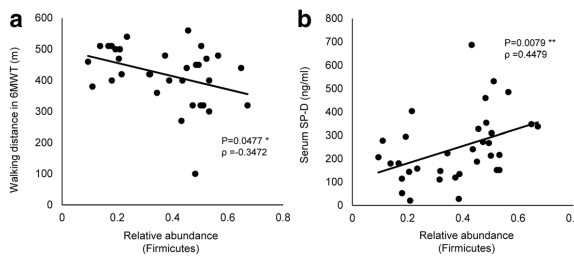 a
Walking distance in 6MWT (m)
600
500
400
300
200
100
0
0
0.2
0.4
0.6
0.8
P=0.0477 *
ρ =-0.3472
Relative abundance
(Firmicutes)
b
Serum SP-D (ng/ml)
800
700
600
500
400
300
200
100
0
0
0.2
0.4
0.6
0.8
P=0.0079 **
ρ =0.4479
Relative abundance
(Firmicutes)